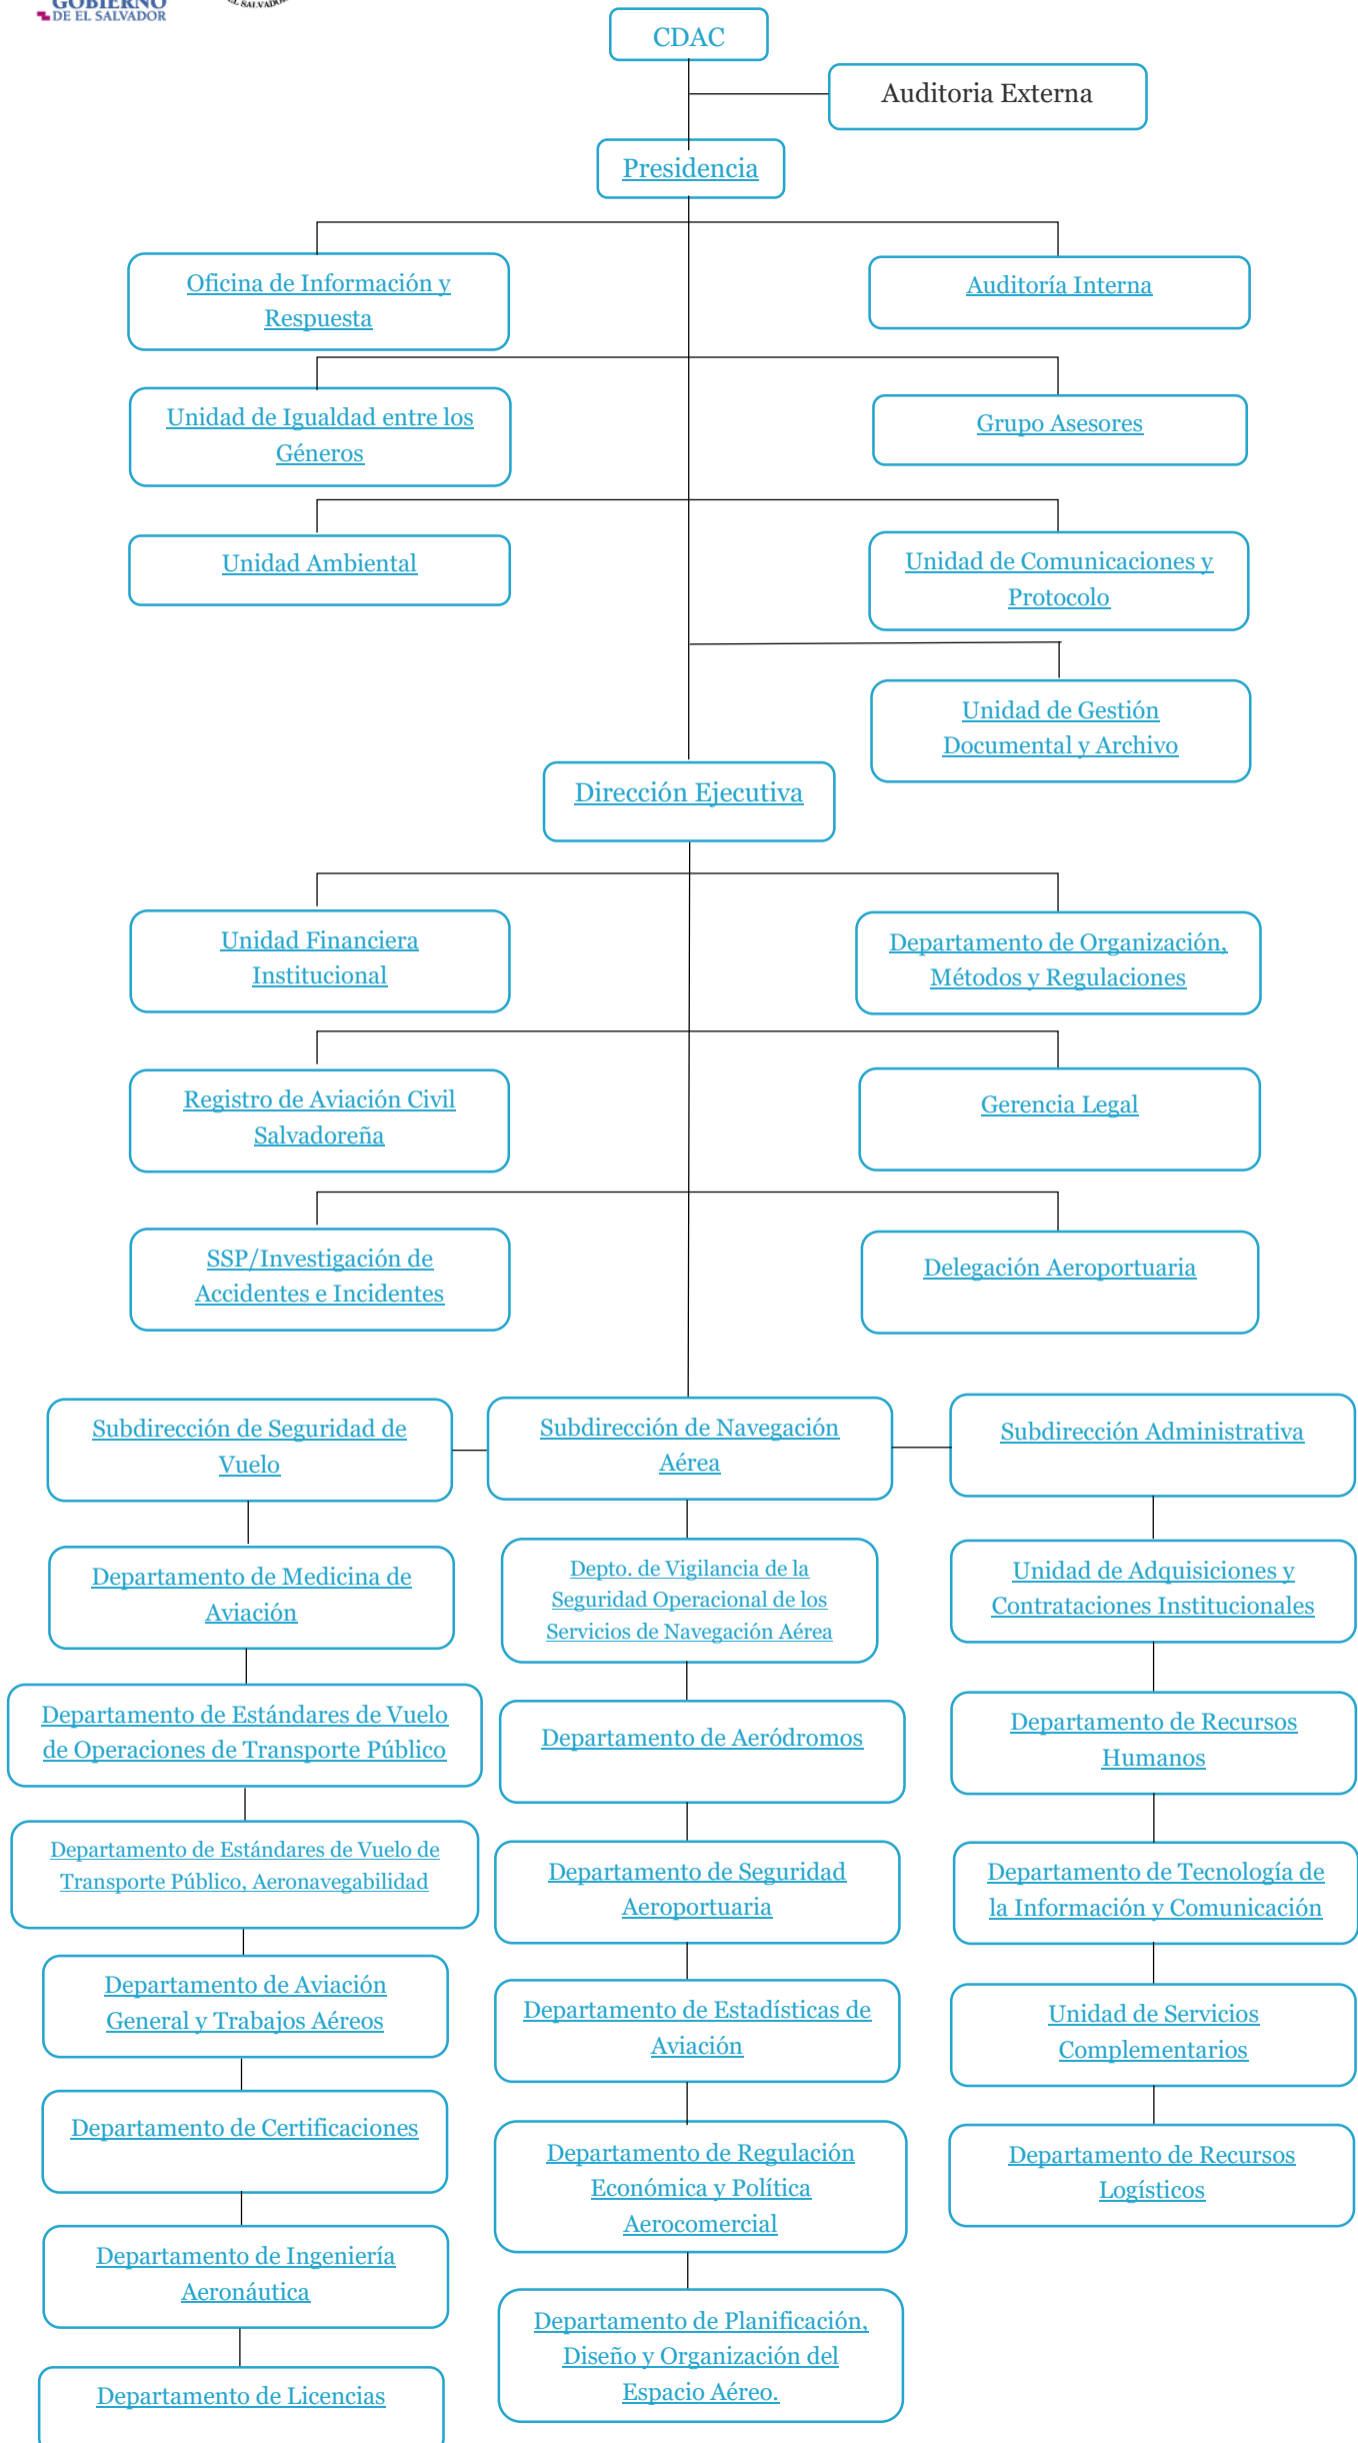 GOBIERNO
DE EL SALVADOR
EL SALVADOR
CDAC
Auditoria Externa
Presidencia
Oficina de Información y
Respuesta
Auditoría Interna
Unidad de Igualdad entre los
Géneros
Grupo Asesores
Unidad Ambiental
Unidad de Comunicaciones y
Protocolo
Unidad de Gestión
Documental y Archivo
Dirección Ejecutiva
Unidad Financiera
Institucional
Departamento de Organización,
Métodos y Regulaciones
Registro de Aviación Civil
Salvadoreña
Gerencia Legal
SSP/Investigación de
Accidentes e Incidentes
Delegación Aeroportuaria
Subdirección de Seguridad de
Vuelo
Subdirección de Navegación
Aérea
Subdirección Administrativa
Departamento de Medicina de
Aviación
Depto. de Vigilancia de la
Seguridad Operacional de los
Servicios de Navegación Aérea
Unidad de Adquisiciones y
Contrataciones Institucionales
Departamento de Estándares de Vuelo
de Operaciones de Transporte Público
Departamento de Aeródromos
Departamento de Recursos
Humanos
Departamento de Estándares de Vuelo de
Transporte Público, Aeronavegabilidad
Departamento de Seguridad
Aeroportuaria
Departamento de Tecnología de
la Información y Comunicación
Departamento de Aviación
General y Trabajos Aéreos
Departamento de Estadísticas de
Aviación
Unidad de Servicios
Complementarios
Departamento de Certificaciones
Departamento de Regulación
Económica y Política
Aerocomercial
Departamento de Recursos
Logísticos
Departamento de Ingeniería
Aeronáutica
Departamento de Planificación,
Diseño y Organización del
Espacio Aéreo.
Departamento de Licencias